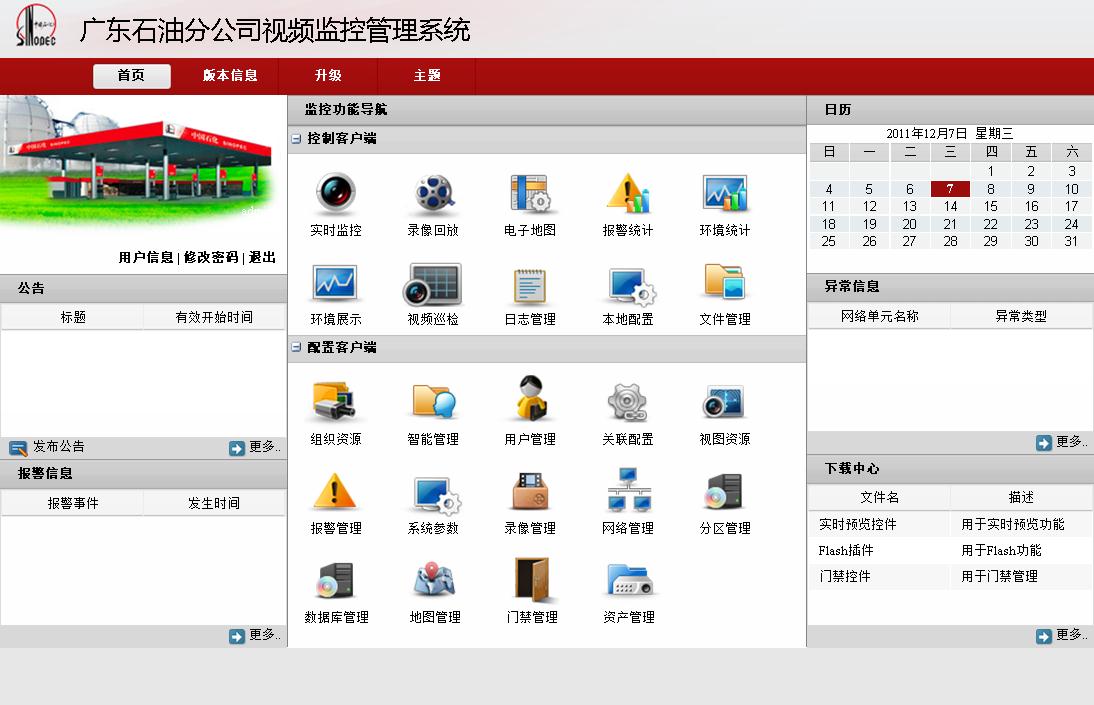 SINOPEC
广东石油分公司视频监控管理系统
首页 版本信息 升级 主题
中国石化 SINOPEC 中国石化 SINOPEC
用户信息 | 修改密码 | 退出
公告
标题 有效开始时间
发布公告 更多..
报警信息
报警事件 发生时间
更多..
监控功能导航
控制客户端
实时监控 录像回放 电子地图 报警统计 环境统计
环境展示 视频巡检 日志管理 本地配置 文件管理
配置客户端
组织资源 智能管理 用户管理 关联配置 视图资源
报警管理 系统参数 录像管理 网络管理 分区管理
数据库管理 地图管理 门禁管理 资产管理
日历
2011年12月7日 星期三
日 一 二 三 四 五 六
1 2 3
4 5 6 7 8 9 10
11 12 13 14 15 16 17
18 19 20 21 22 23 24
25 26 27 28 29 30 31
异常信息
网络单元名称 异常类型
更多..
下载中心
文件名 描述
实时预览控件 用于实时预览功能
Flash插件 用于Flash功能
门禁控件 用于门禁管理
更多..